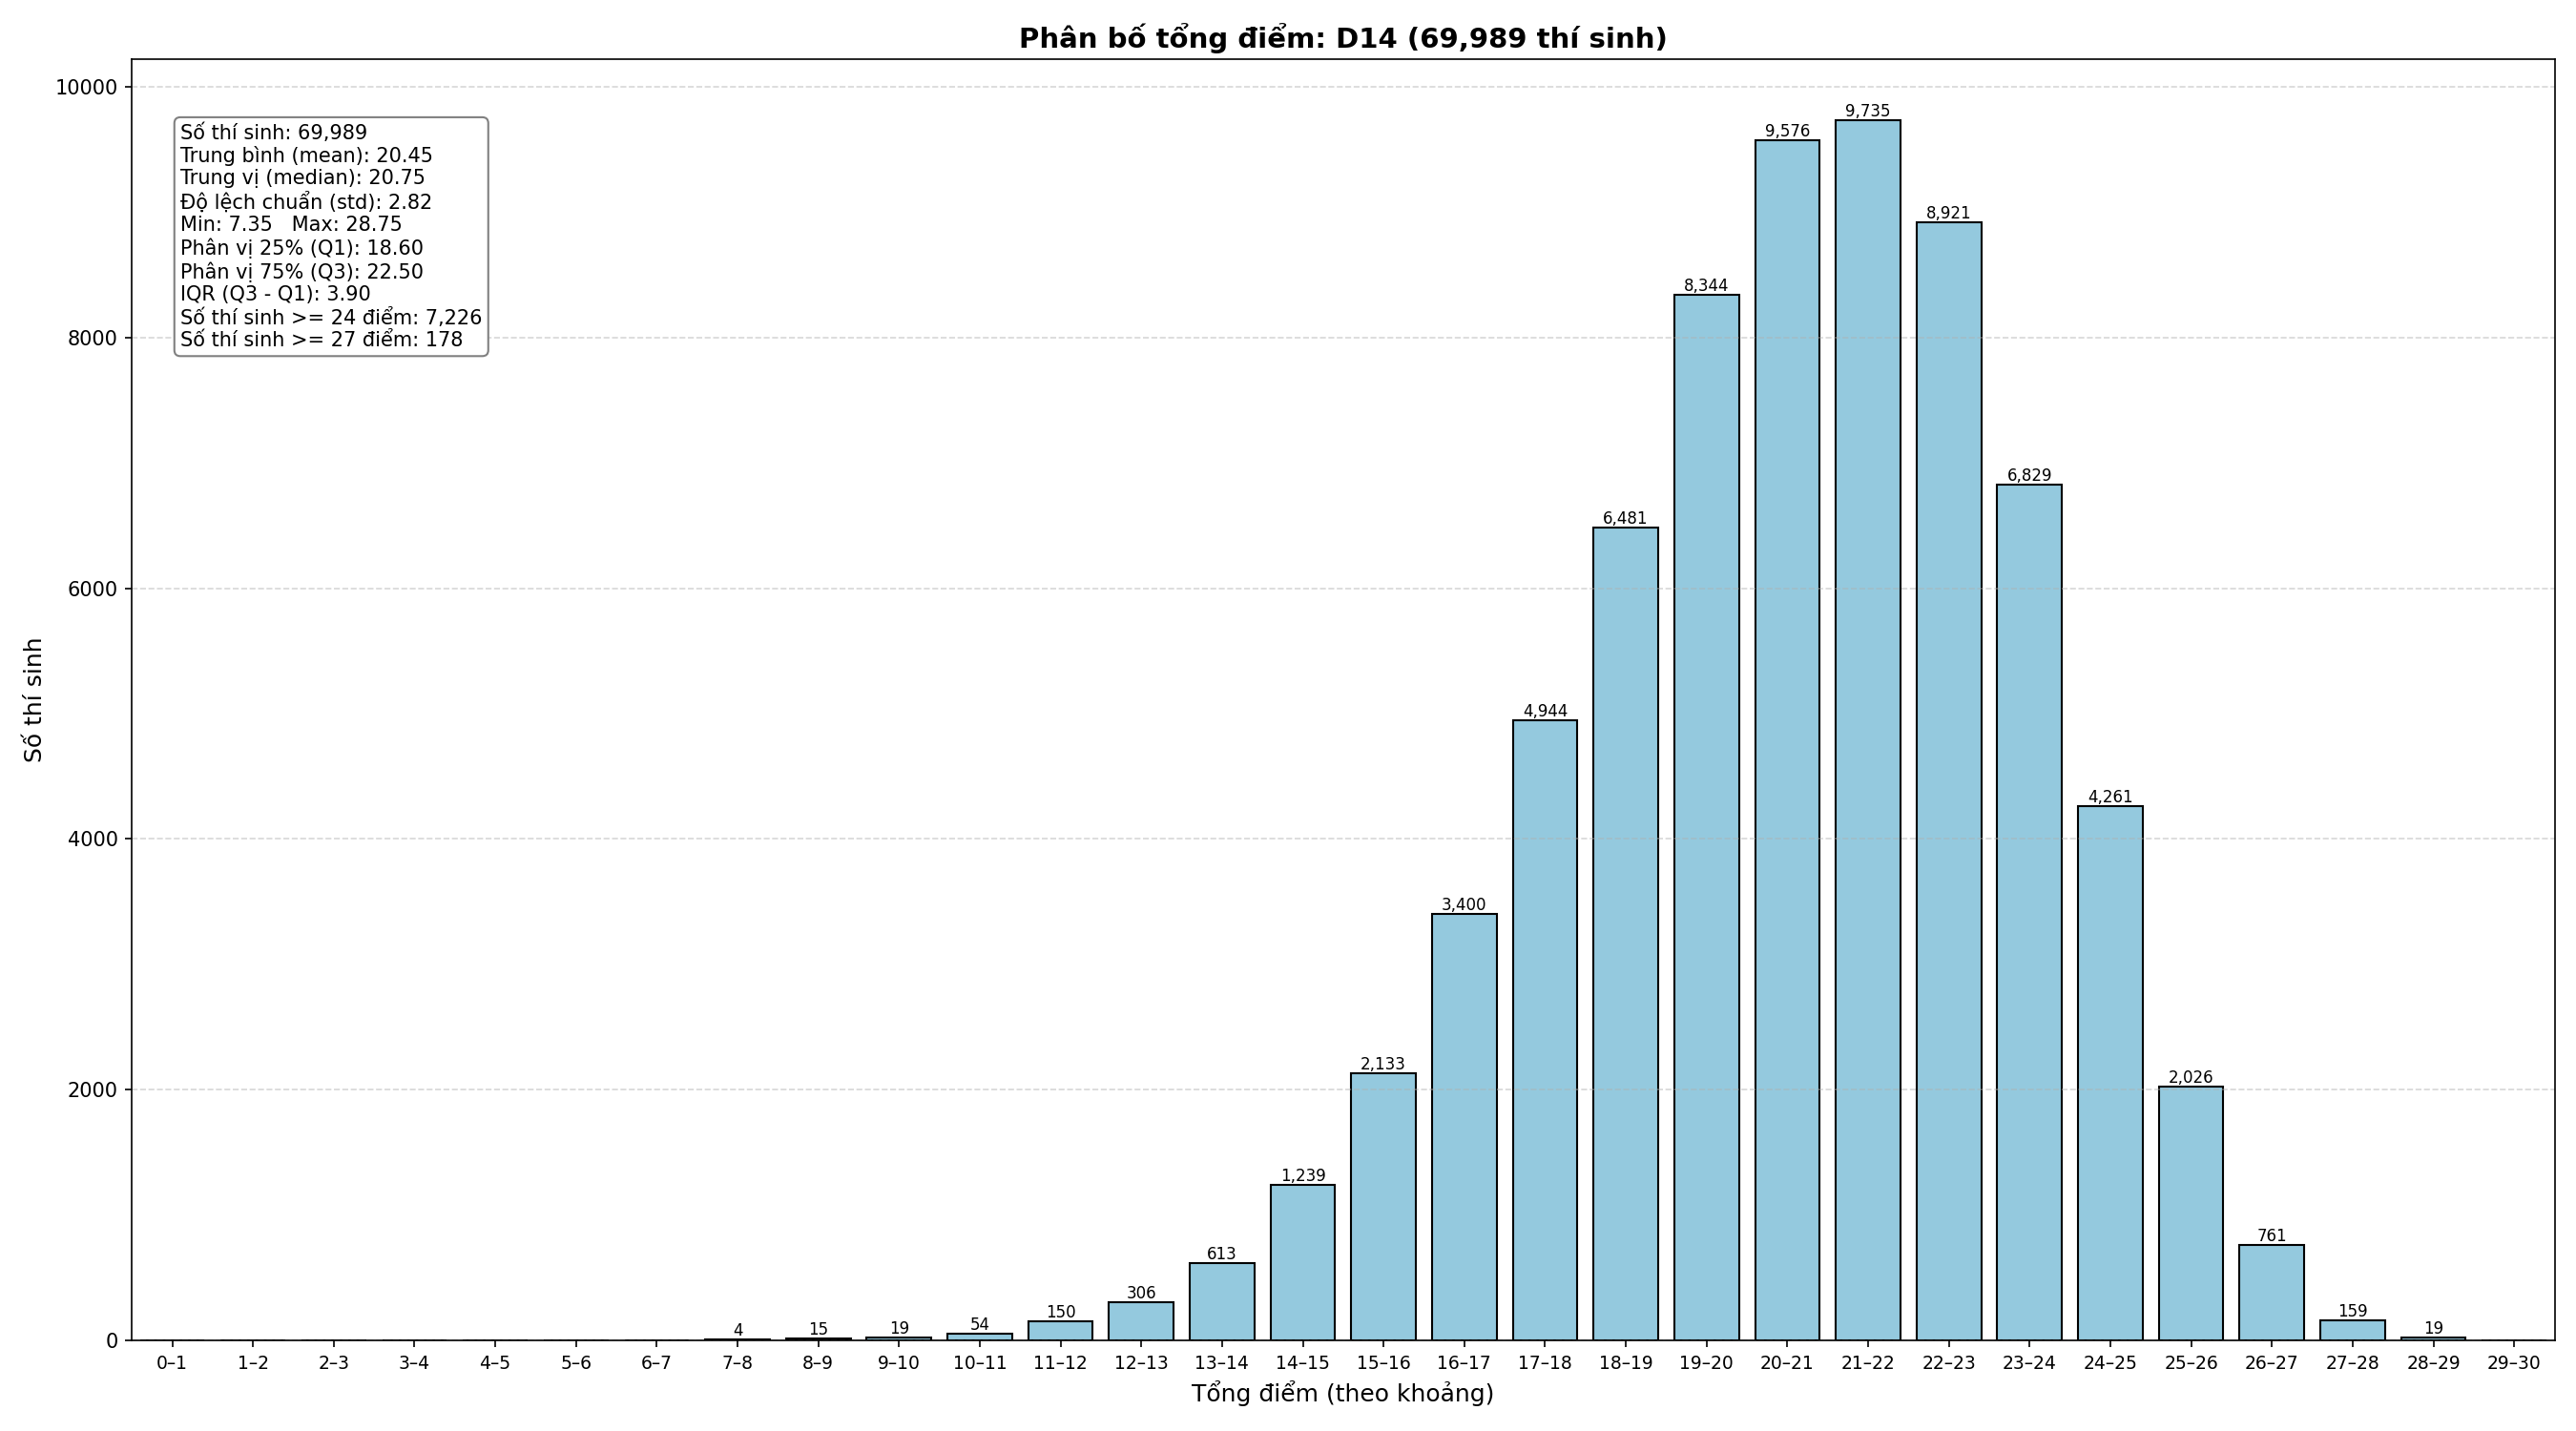 Phân bố tổng điểm: D14 (69,989 thí sinh)
10000
8000
6000
4000
2000
0
Số thí sinh
Số thí sinh: 69,989
Trung bình (mean): 20.45
Trung vị (median): 20.75
Độ lệch chuẩn (std): 2.82
Min: 7.35   Max: 28.75
Phân vị 25% (Q1): 18.60
Phân vị 75% (Q3): 22.50
IQR (Q3 - Q1): 3.90
Số thí sinh >= 24 điểm: 7,226
Số thí sinh >= 27 điểm: 178
4 15 19 54 150 306 613 1,239 2,133 3,400 4,944 6,481 8,344 9,576 9,735 8,921 6,829 4,261 2,026 761 159 19
0–1 1–2 2–3 3–4 4–5 5–6 6–7 7–8 8–9 9–10 10–11 11–12 12–13 13–14 14–15 15–16 16–17 17–18 18–19 19–20 20–21 21–22 22–23 23–24 24–25 25–26 26–27 27–28 28–29 29–30
Tổng điểm (theo khoảng)